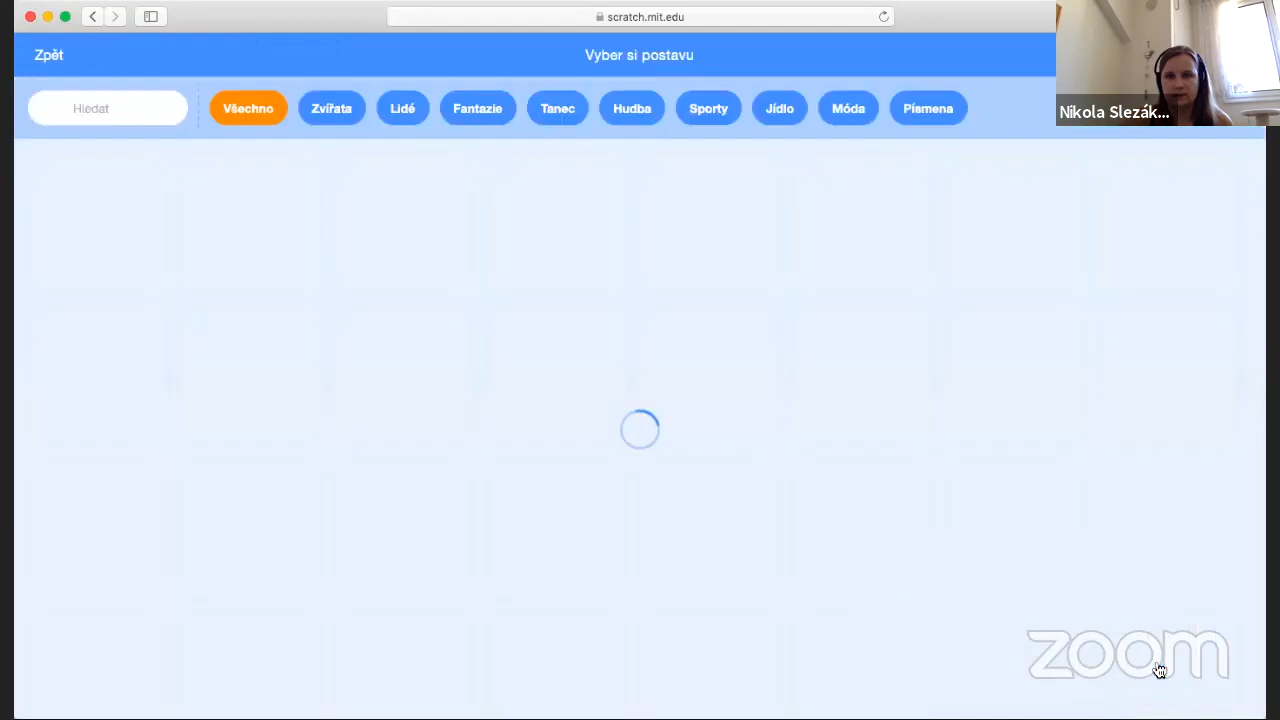 scratch.mit.edu
Zpět
Vyber si postavu
Hledat
Všechno
Zvířata
Lidé
Fantazie
Tanec
Hudba
Sporty
Jídlo
Móda
Písmena
Nikola Slezák...
zoom